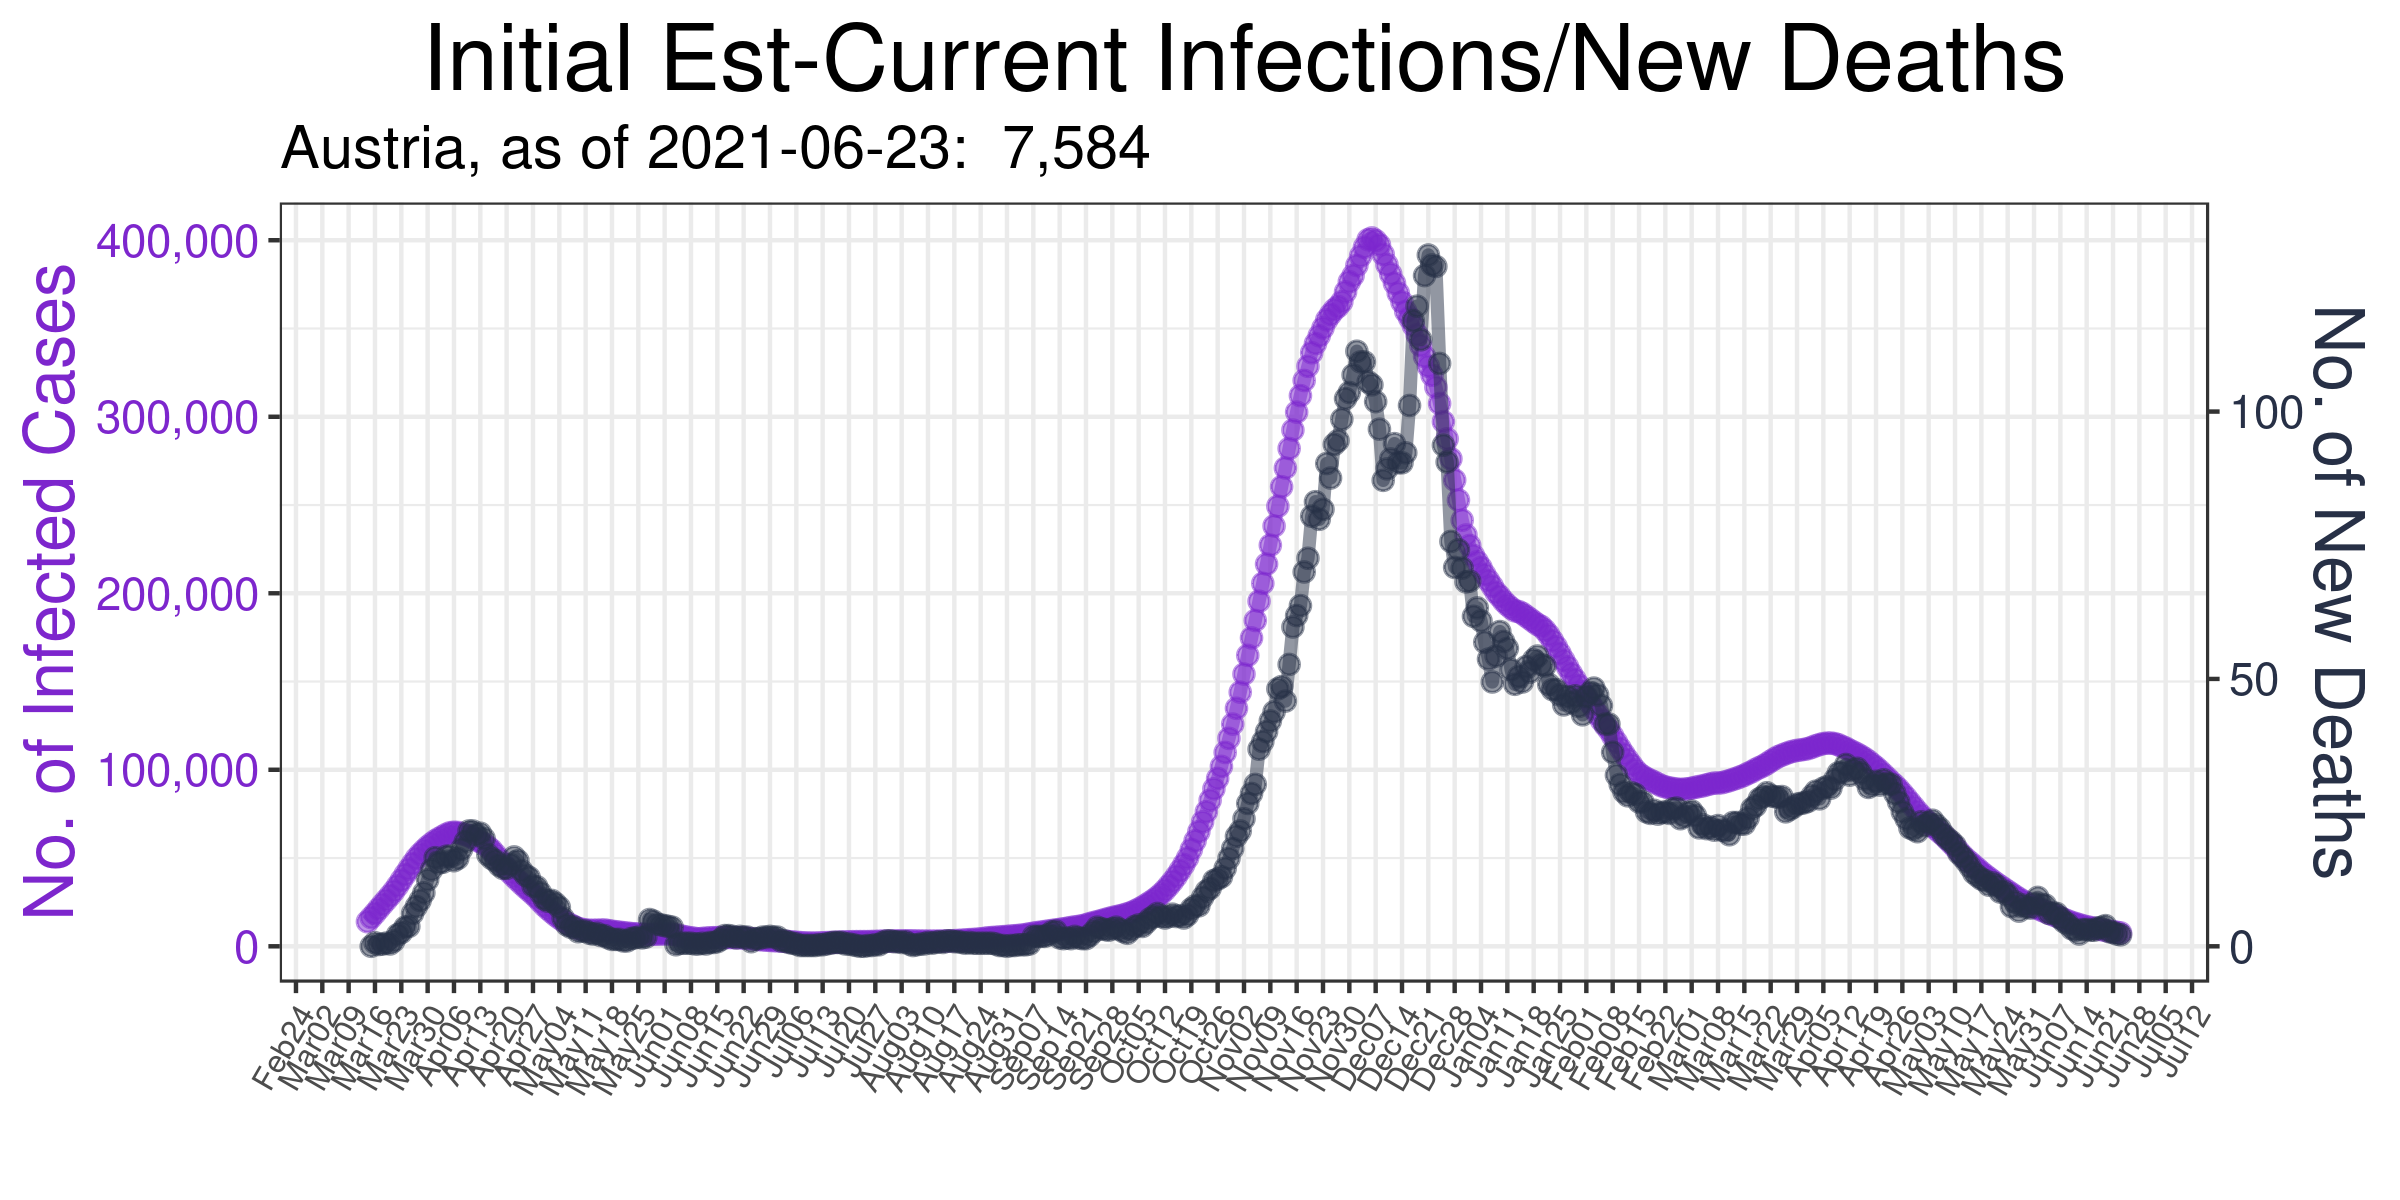 Initial Est-Current Infections/New Deaths
Austria, as of 2021-06-23: 7,584
No. of Infected Cases
400,000
300,000
200,000
100,000
0
100
50
0
No. of New Deaths
Feb24
Mar02
Mar09
Mar16
Mar23
Mar30
Apr06
Apr13
Apr20
Apr27
May04
May11
May18
May25
Jun01
Jun08
Jun15
Jun22
Jun29
Jul06
Jul13
Jul20
Jul27
Aug03
Aug10
Aug17
Aug24
Aug31
Sep07
Sep14
Sep21
Sep28
Oct05
Oct12
Oct19
Oct26
Nov02
Nov09
Nov16
Nov23
Nov30
Dec07
Dec14
Dec21
Dec28
Jan04
Jan11
Jan18
Jan25
Feb01
Feb08
Feb15
Feb22
Mar01
Mar08
Mar15
Mar22
Mar29
Apr05
Apr12
Apr19
Apr26
May03
May10
May17
May24
May31
Jun07
Jun14
Jun21
Jun28
Jul05
Jul12